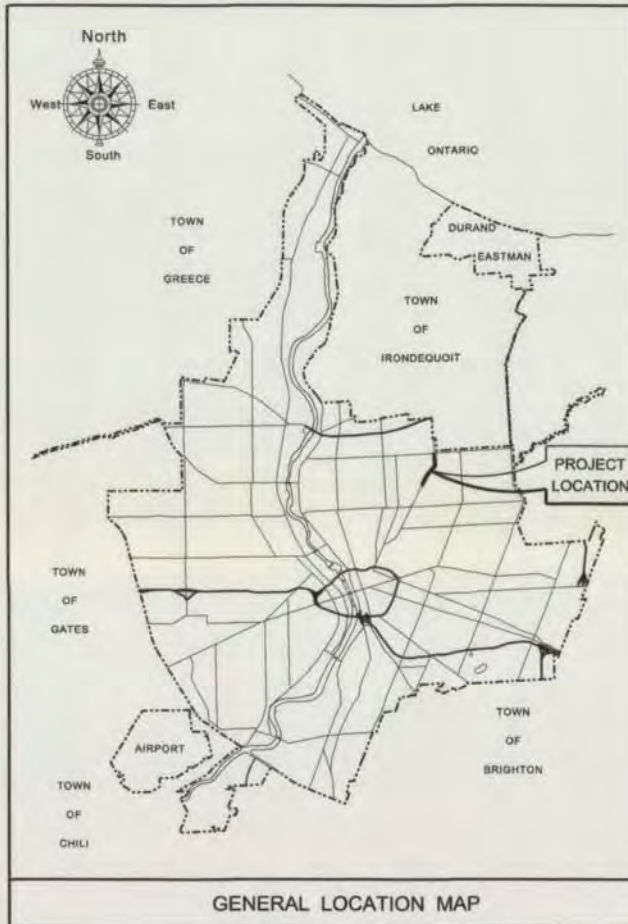 North
West
East
South
LAKE
ONTARIO
DURAND
EASTMAN
TOWN
OF
GREECE
TOWN
OF
IRONDEQUOIT
PROJECT
LOCATION
TOWN
OF
GATES
TOWN
OF
BRIGHTON
AIRPORT
TOWN
OF
CHILI
GENERAL LOCATION MAP